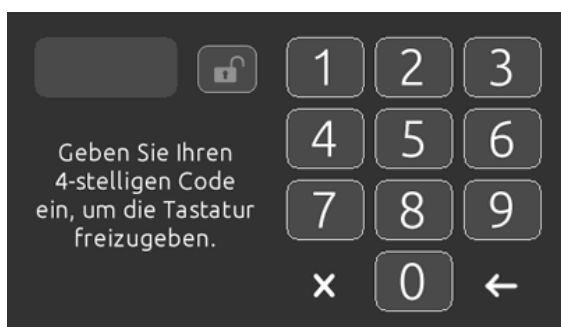 1 2 3
4 5 6
Geben Sie Ihren
4-stelligen Code
ein, um die Tastatur
freizugeben.
7 8 9
× 0 ←